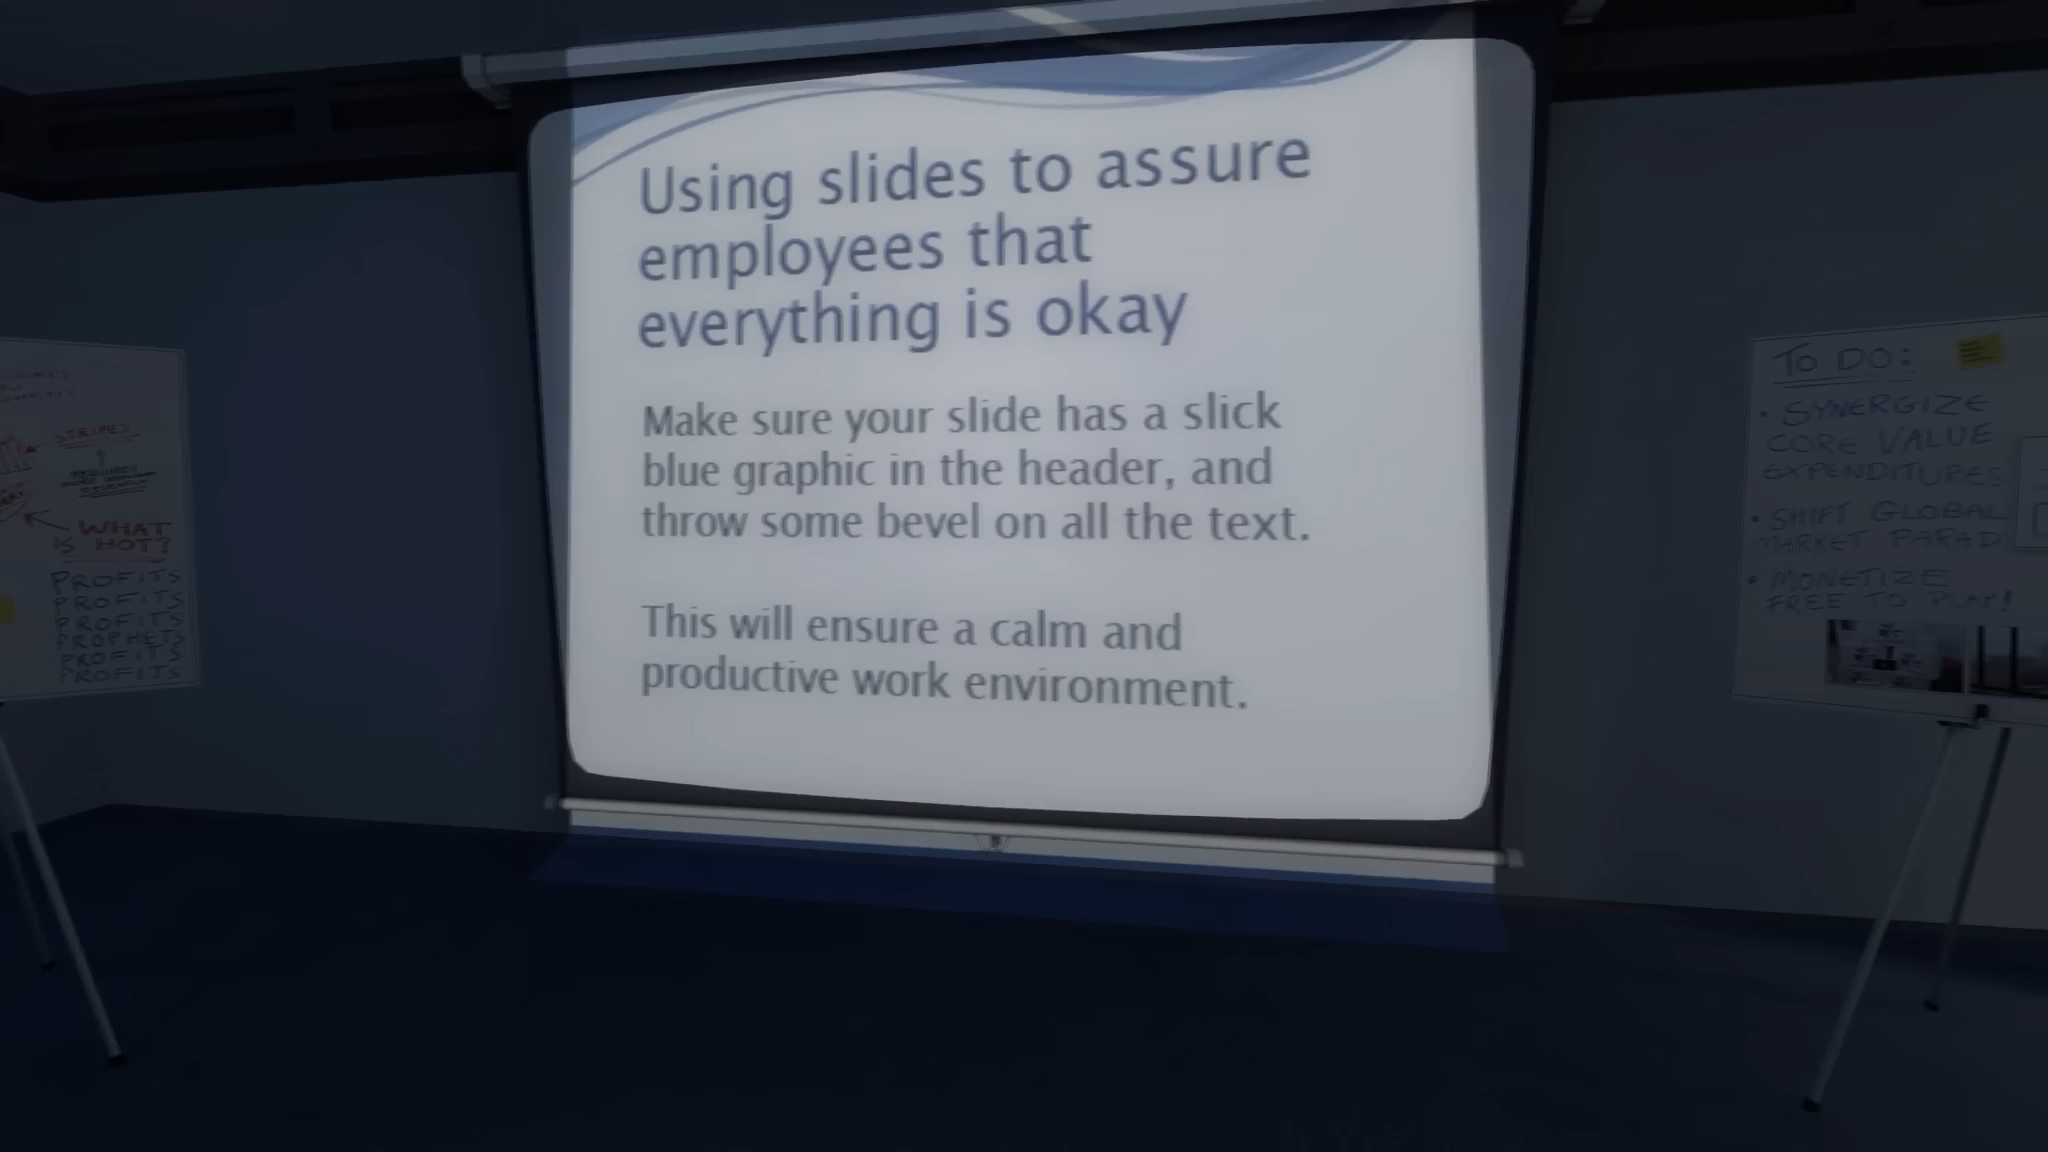 Using slides to assure
employees that
everything is okay
Make sure your slide has a slick
blue graphic in the header, and
throw some bevel on all the text.
This will ensure a calm and
productive work environment.
STRIPES
WHAT
IS HOT?
PROFITS
PROFITS
PROFITS
PROPHETS
PROFITS
PROFITS
TO DO:
• SYNERGIZE
CORE VALUE
EXPENDITURES
• SHIFT GLOBAL
MARKET PARAD
• MONETIZE
FREE TO PLAY!